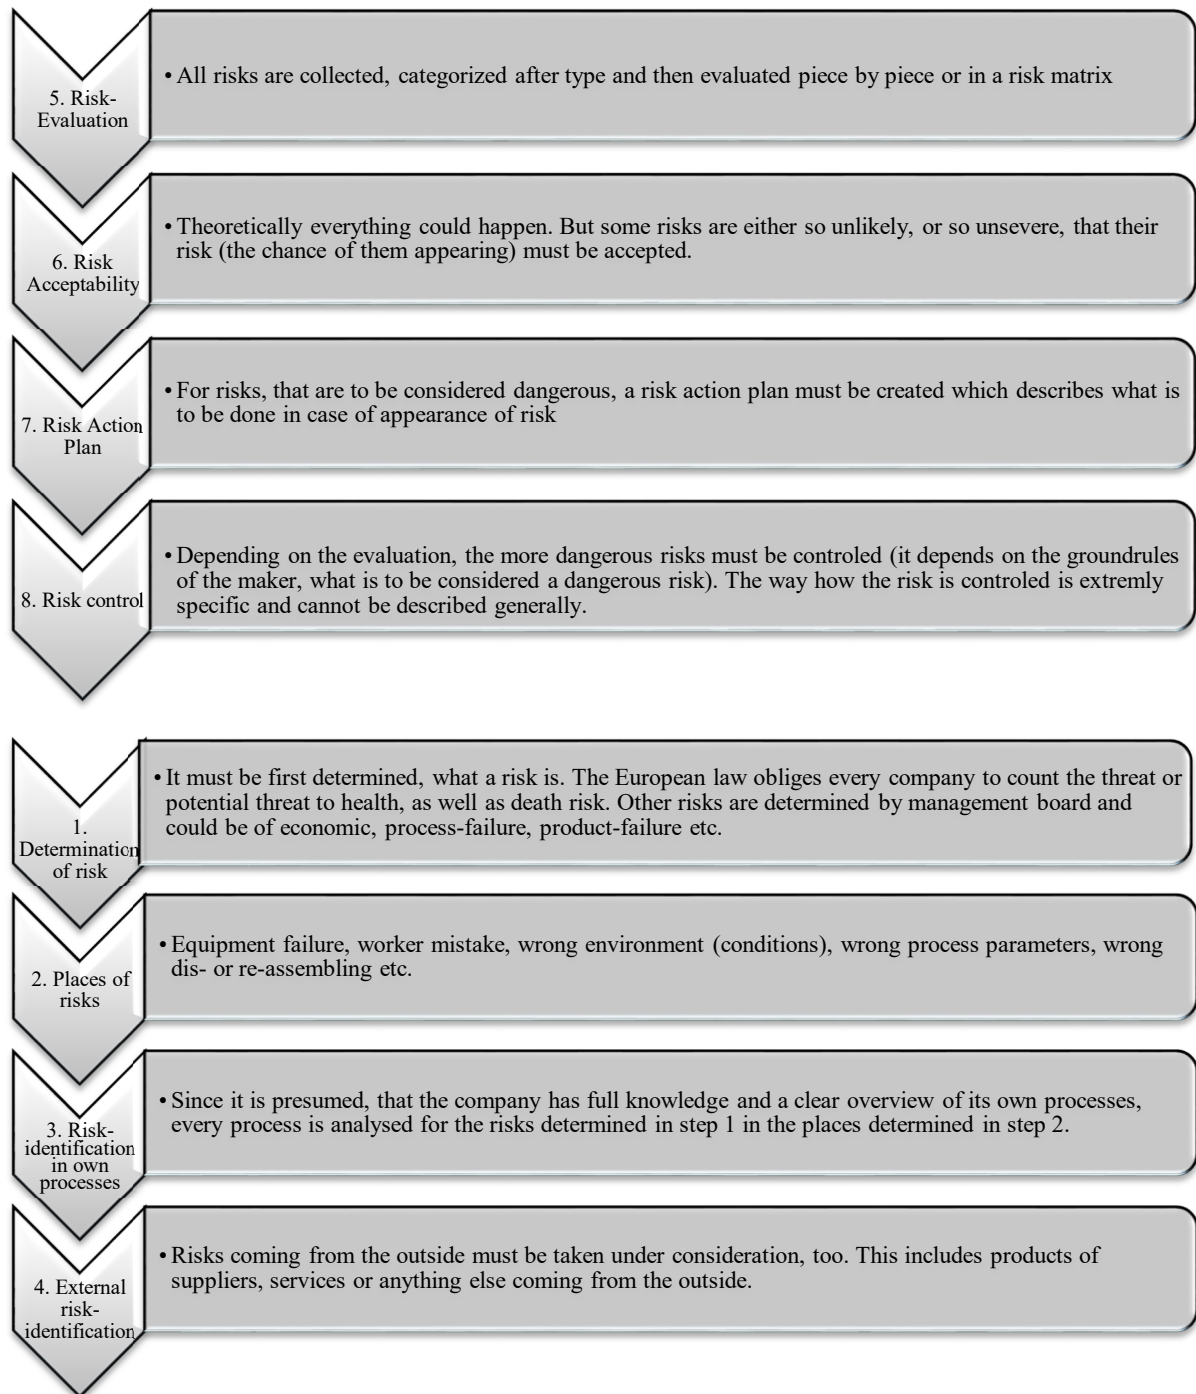 5. Risk-
Evaluation
• All risks are collected, categorized after type and then evaluated piece by piece or in a risk matrix
6. Risk
Acceptability
• Theoretically everything could happen. But some risks are either so unlikely, or so unsevere, that their
risk (the chance of them appearing) must be accepted.
7. Risk Action
Plan
• For risks, that are to be considered dangerous, a risk action plan must be created which describes what is
to be done in case of appearance of risk
8. Risk control
• Depending on the evaluation, the more dangerous risks must be controled (it depends on the groundrules
of the maker, what is to be considered a dangerous risk). The way how the risk is controled is extremly
specific and cannot be described generally.
1.
Determination
of risk
• It must be first determined, what a risk is. The European law obliges every company to count the threat or
potential threat to health, as well as death risk. Other risks are determined by management board and
could be of economic, process-failure, product-failure etc.
2. Places of
risks
• Equipment failure, worker mistake, wrong environment (conditions), wrong process parameters, wrong
dis- or re-assembling etc.
3. Risk-
identification
in own
processes
• Since it is presumed, that the company has full knowledge and a clear overview of its own processes,
every process is analysed for the risks determined in step 1 in the places determined in step 2.
4. External
risk-
identification
• Risks coming from the outside must be taken under consideration, too. This includes products of
suppliers, services or anything else coming from the outside.